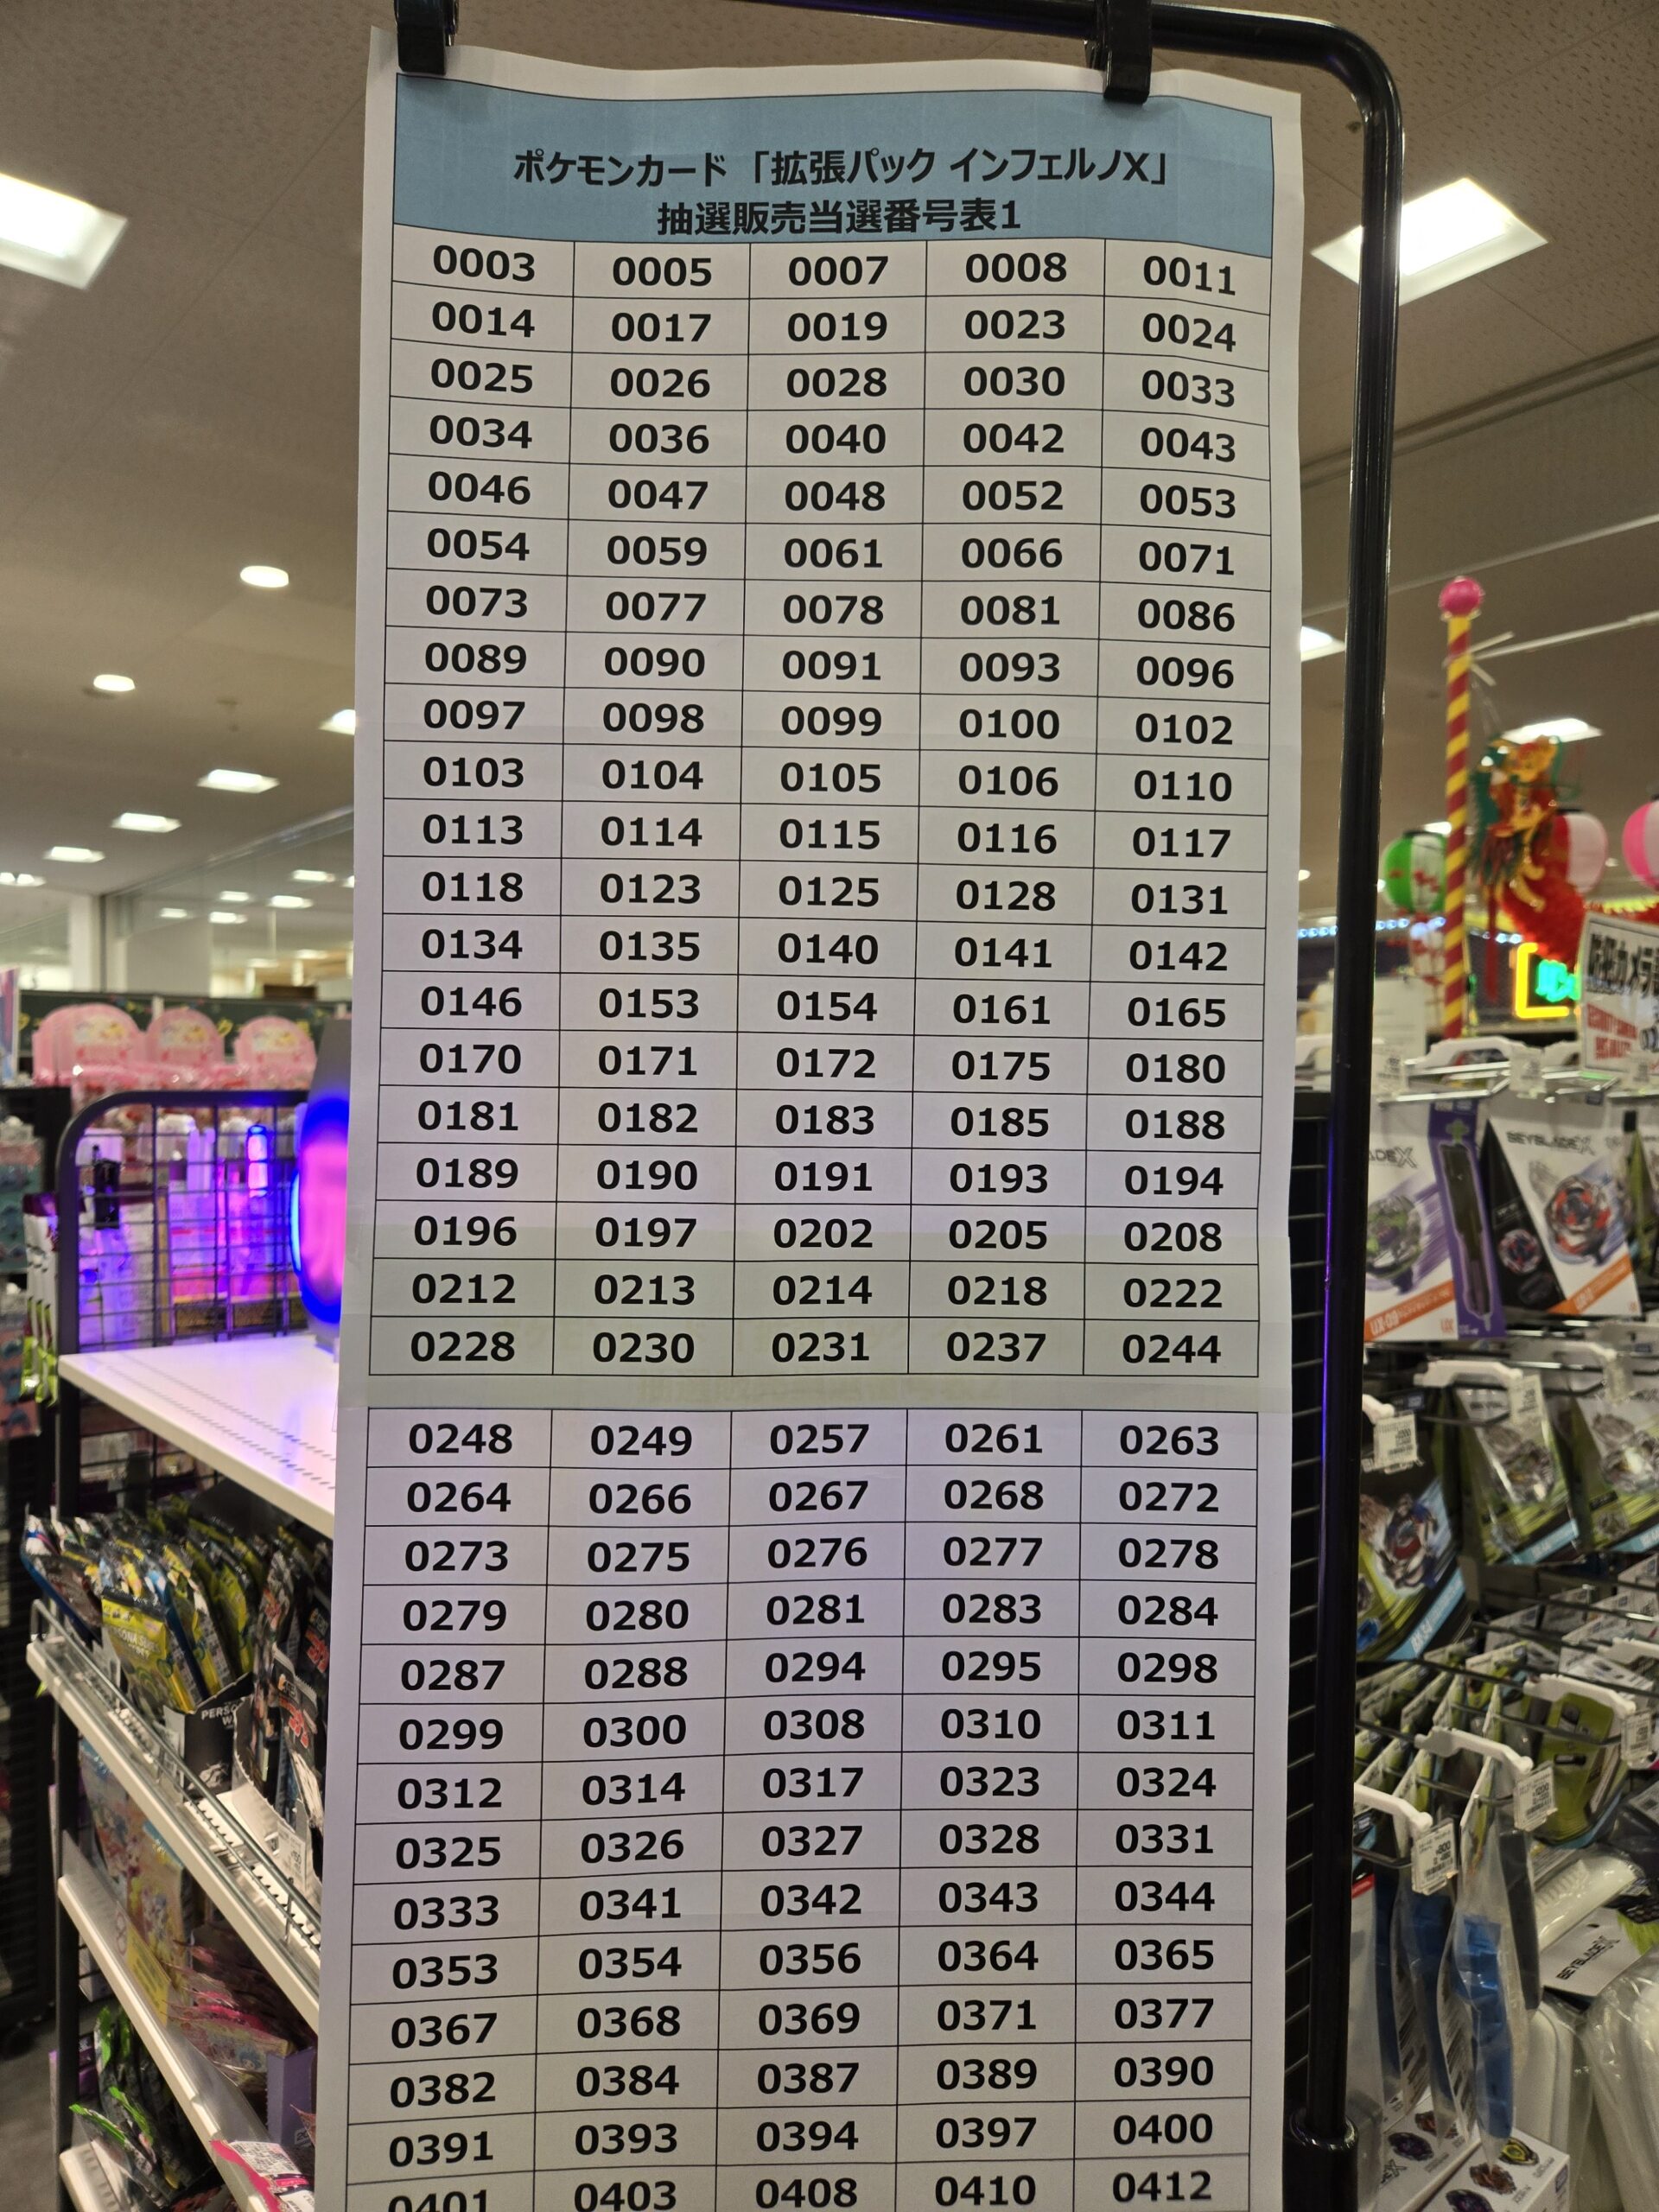 ポケモンカード「拡張パック インフェルノX」
抽選販売当選番号表1
0003 0005 0007 0008 0011
0014 0017 0019 0023 0024
0025 0026 0028 0030 0033
0034 0036 0040 0042 0043
0046 0047 0048 0052 0053
0054 0059 0061 0066 0071
0073 0077 0078 0081 0086
0089 0090 0091 0093 0096
0097 0098 0099 0100 0102
0103 0104 0105 0106 0110
0113 0114 0115 0116 0117
0118 0123 0125 0128 0131
0134 0135 0140 0141 0142
0146 0153 0154 0161 0165
0170 0171 0172 0175 0180
0181 0182 0183 0185 0188
0189 0190 0191 0193 0194
0196 0197 0202 0205 0208
0212 0213 0214 0218 0222
0228 0230 0231 0237 0244
0248 0249 0257 0261 0263
0264 0266 0267 0268 0272
0273 0275 0276 0277 0278
0279 0280 0281 0283 0284
0287 0288 0294 0295 0298
0299 0300 0308 0310 0311
0312 0314 0317 0323 0324
0325 0326 0327 0328 0331
0333 0341 0342 0343 0344
0353 0354 0356 0364 0365
0367 0368 0369 0371 0377
0382 0384 0387 0389 0390
0391 0393 0394 0397 0400
0401 0403 0408 0410 0412
防犯カメラ
BEYBLADE X
BEYBLADE X